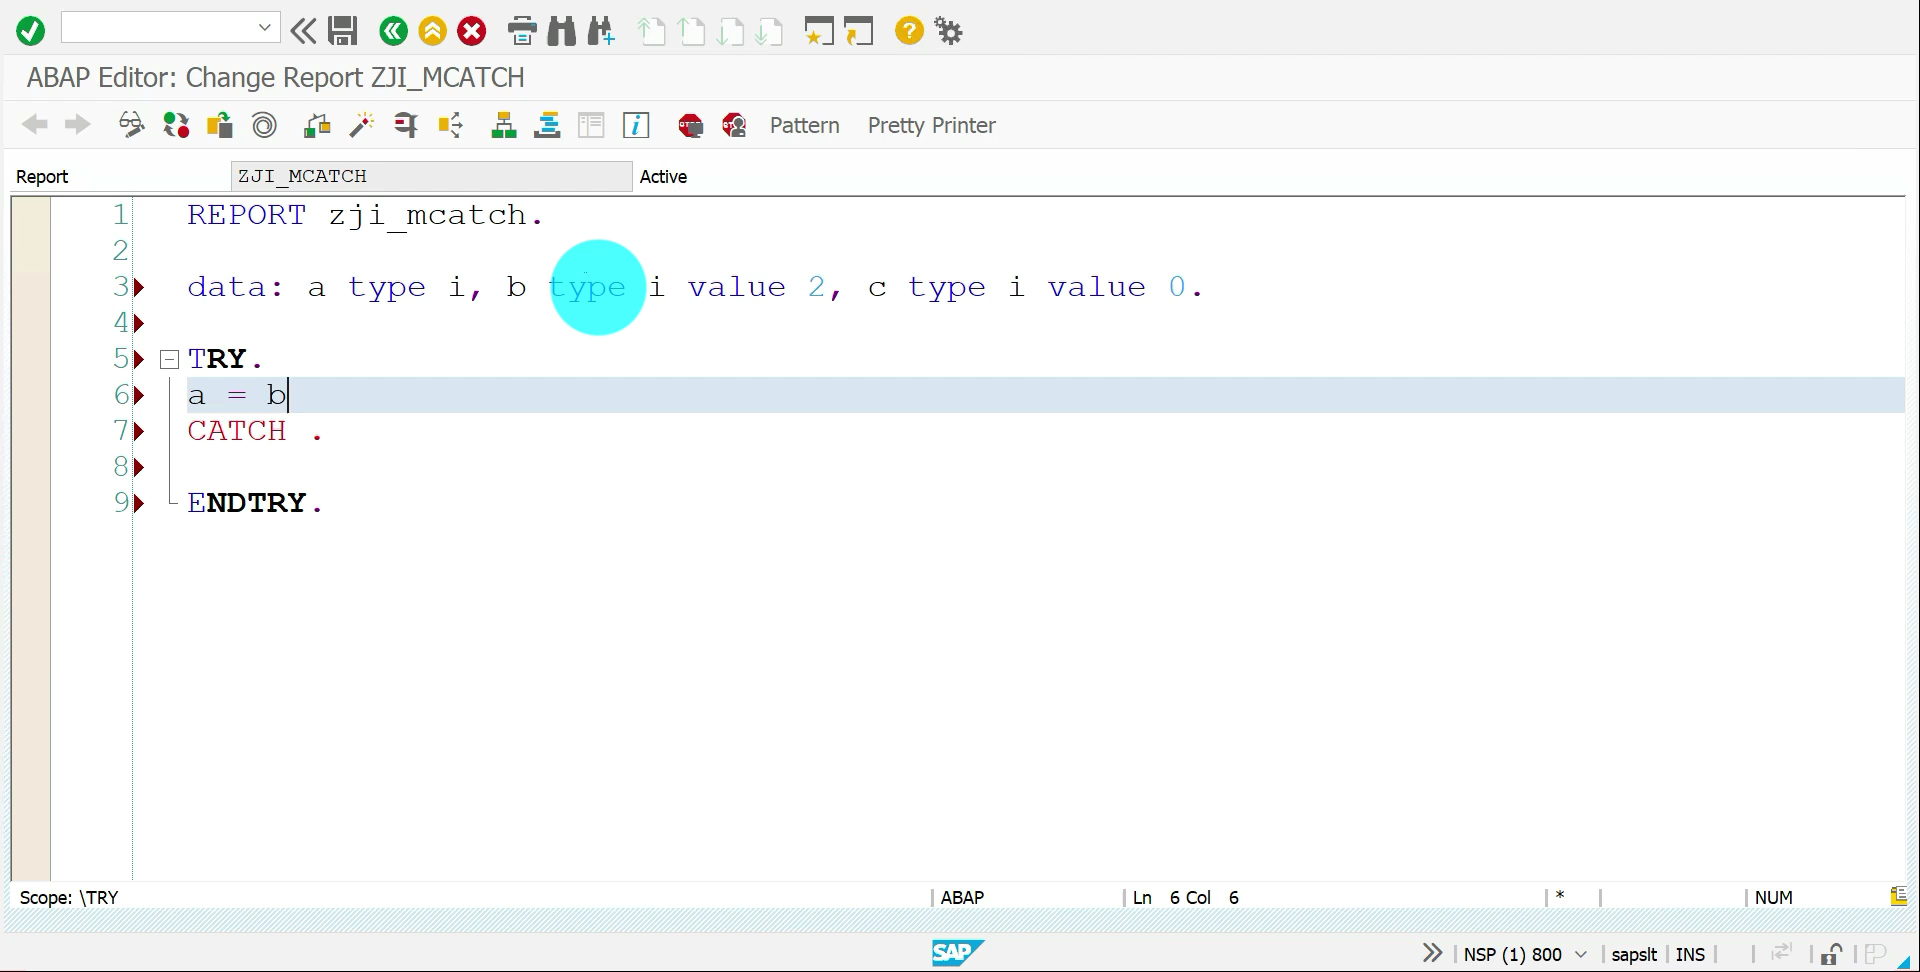 ABAP Editor: Change Report ZJI_MCATCH
Pattern Pretty Printer
Report ZJI_MCATCH Active
1 REPORT zji_mcatch.
2
3 data: a type i, b type i value 2, c type i value 0.
4
5 TRY.
6 a = b
7 CATCH .
8
9 ENDTRY.
Scope: \TRY ABAP Ln 6 Col 6 * NUM
SAP NSP (1) 800 sapslt INS